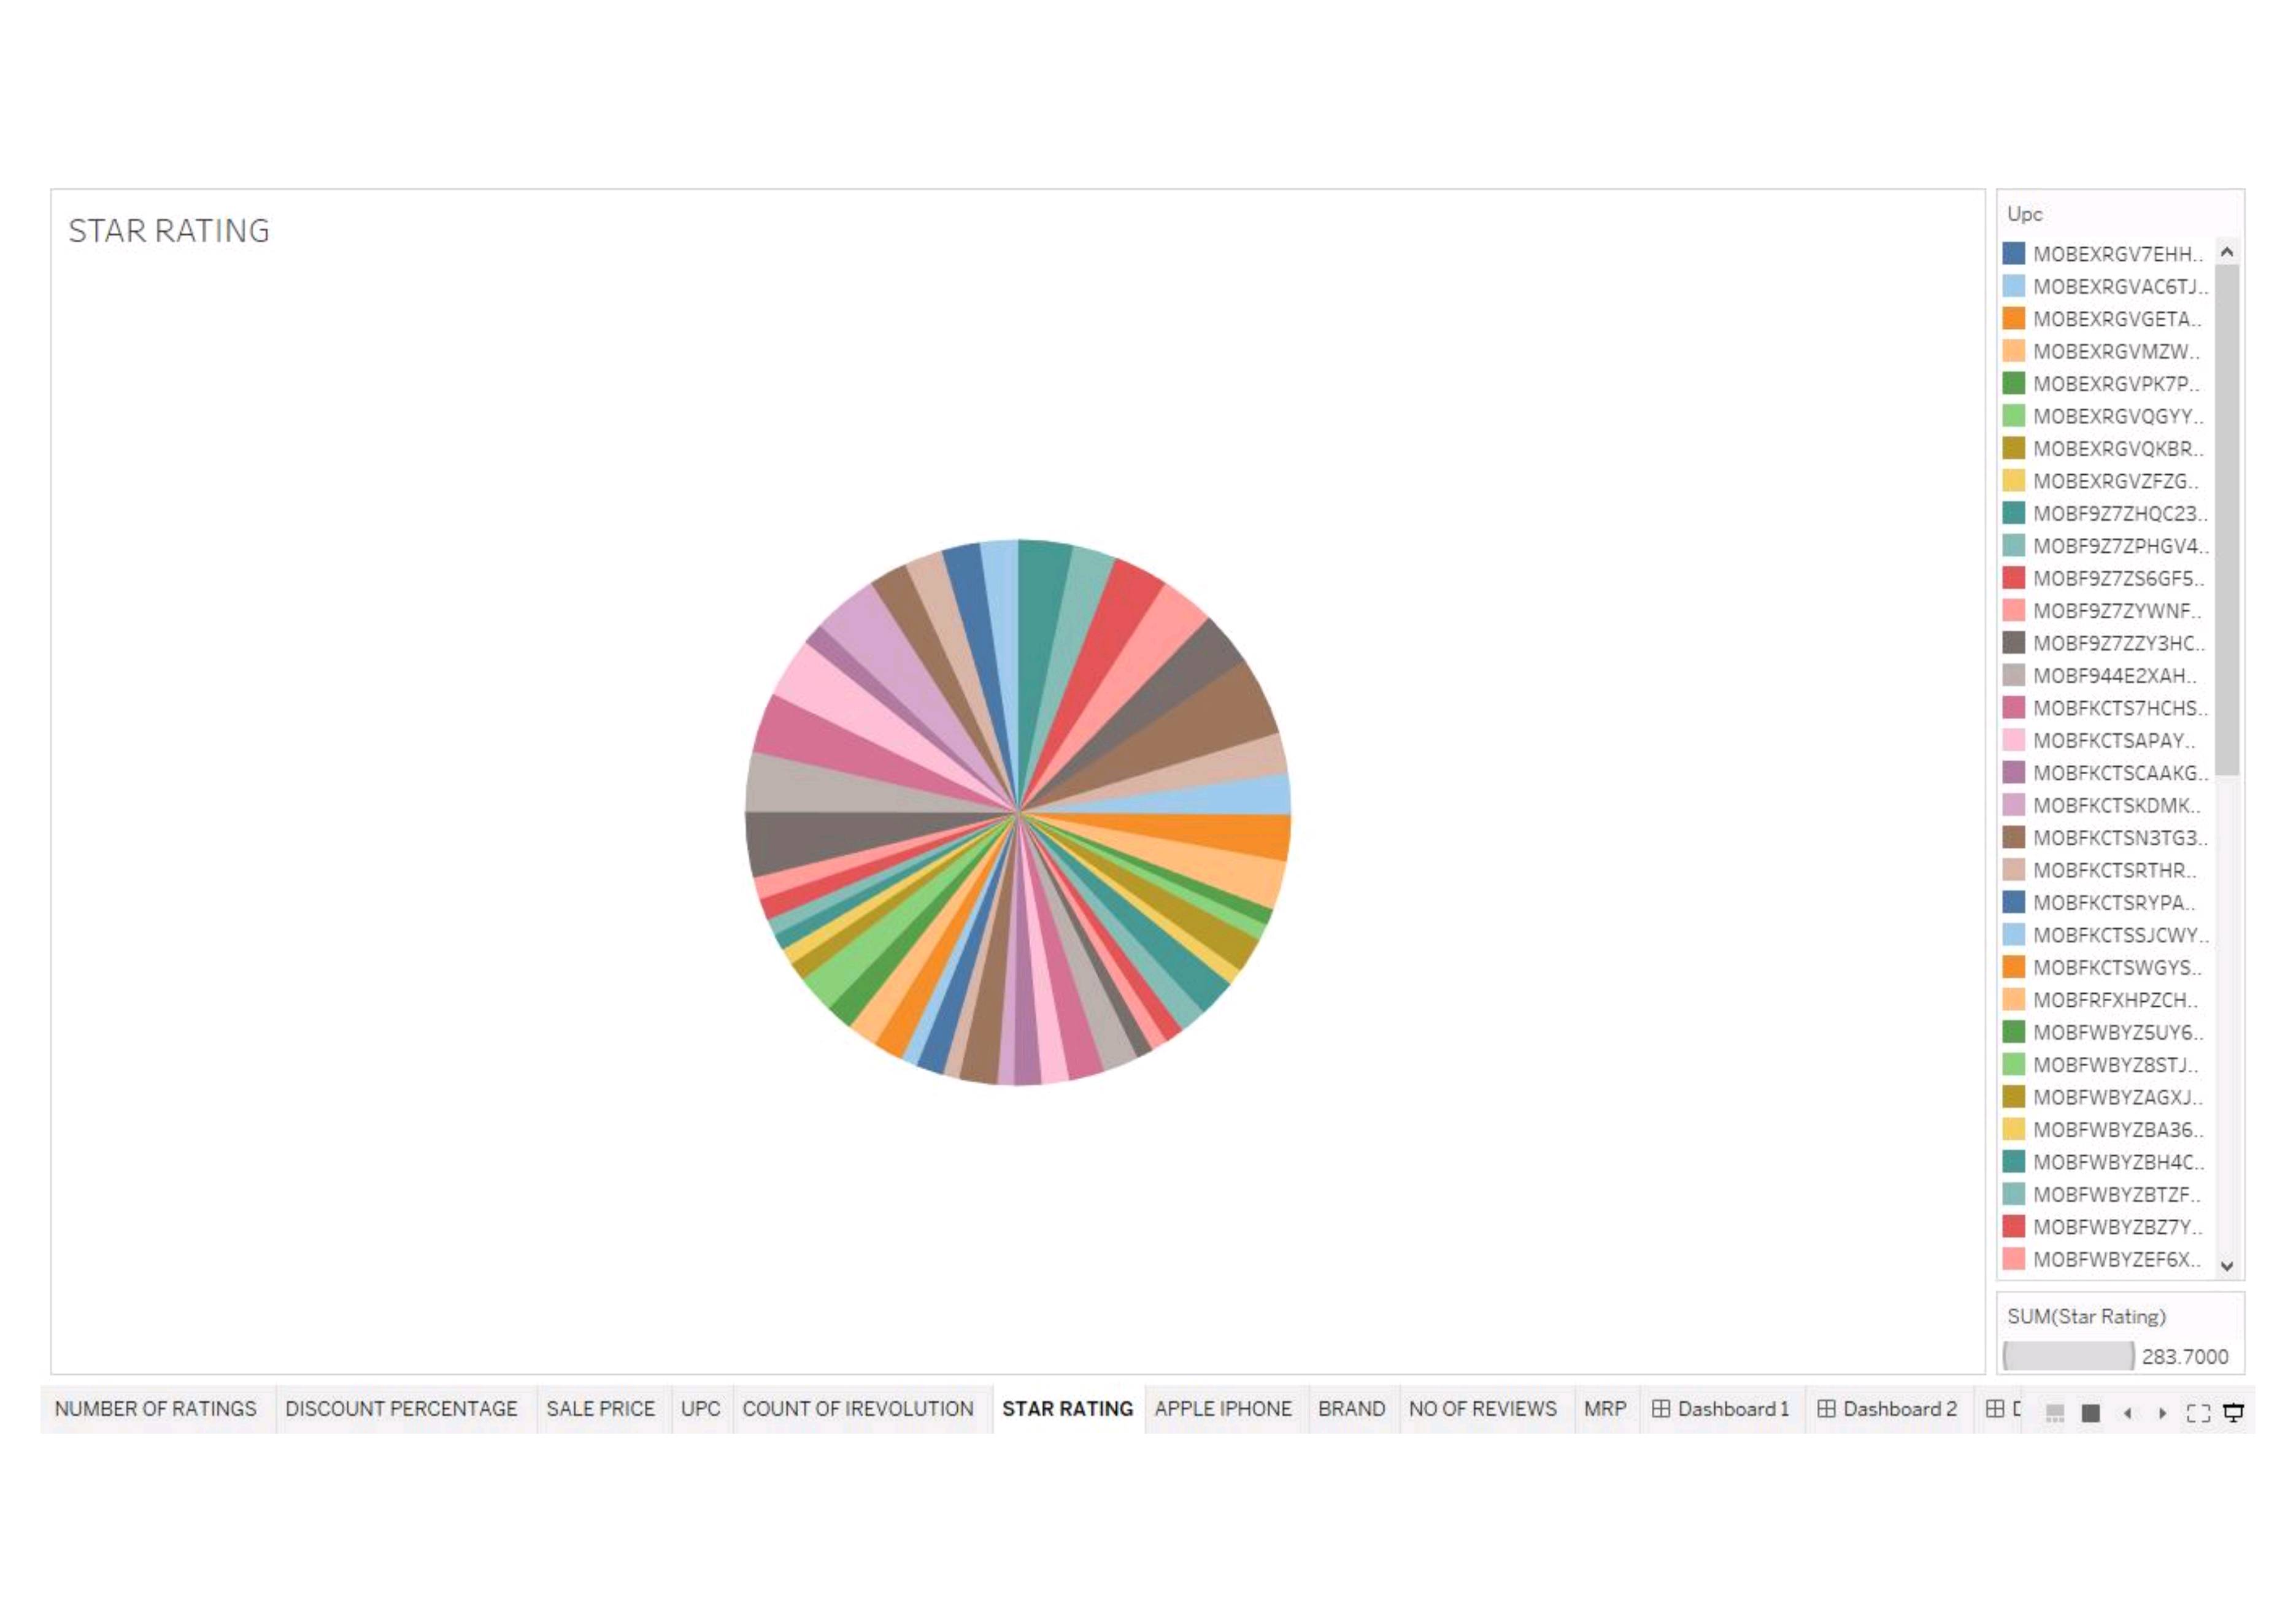 STAR RATING
Upc
MOBEXRGV7EHH..
MOBEXRGVAC6TJ..
MOBEXRGVGETA..
MOBEXRGVMZW..
MOBEXRGVPK7P..
MOBEXRGVQGYY..
MOBEXRGVQKBR..
MOBEXRGVZFZG..
MOBF9Z7ZHQC23..
MOBF9Z7ZPHGV4..
MOBF9Z7ZS6GF5..
MOBF9Z7ZYWNF..
MOBF9Z7ZZY3HC..
MOBF944E2XAH..
MOBFKCTS7HCHS..
MOBFKCTSAPAY..
MOBFKCTSCAAKG..
MOBFKCTSKDMK..
MOBFKCTSN3TG3..
MOBFKCTSRTHR..
MOBFKCTSRYPA..
MOBFKCTSSJCWY..
MOBFKCTSWGYS..
MOBFRFXHPZCH..
MOBFWBYZ5UY6..
MOBFWBYZ8STJ..
MOBFWBYZAGXJ..
MOBFWBYZBA36..
MOBFWBYZBH4C..
MOBFWBYZBTZF..
MOBFWBYZBZ7Y..
MOBFWBYZEF6X..
SUM(Star Rating)
283.7000
NUMBER OF RATINGS DISCOUNT PERCENTAGE SALE PRICE UPC COUNT OF IREVOLUTION STAR RATING APPLE IPHONE BRAND NO OF REVIEWS MRP Dashboard 1 Dashboard 2